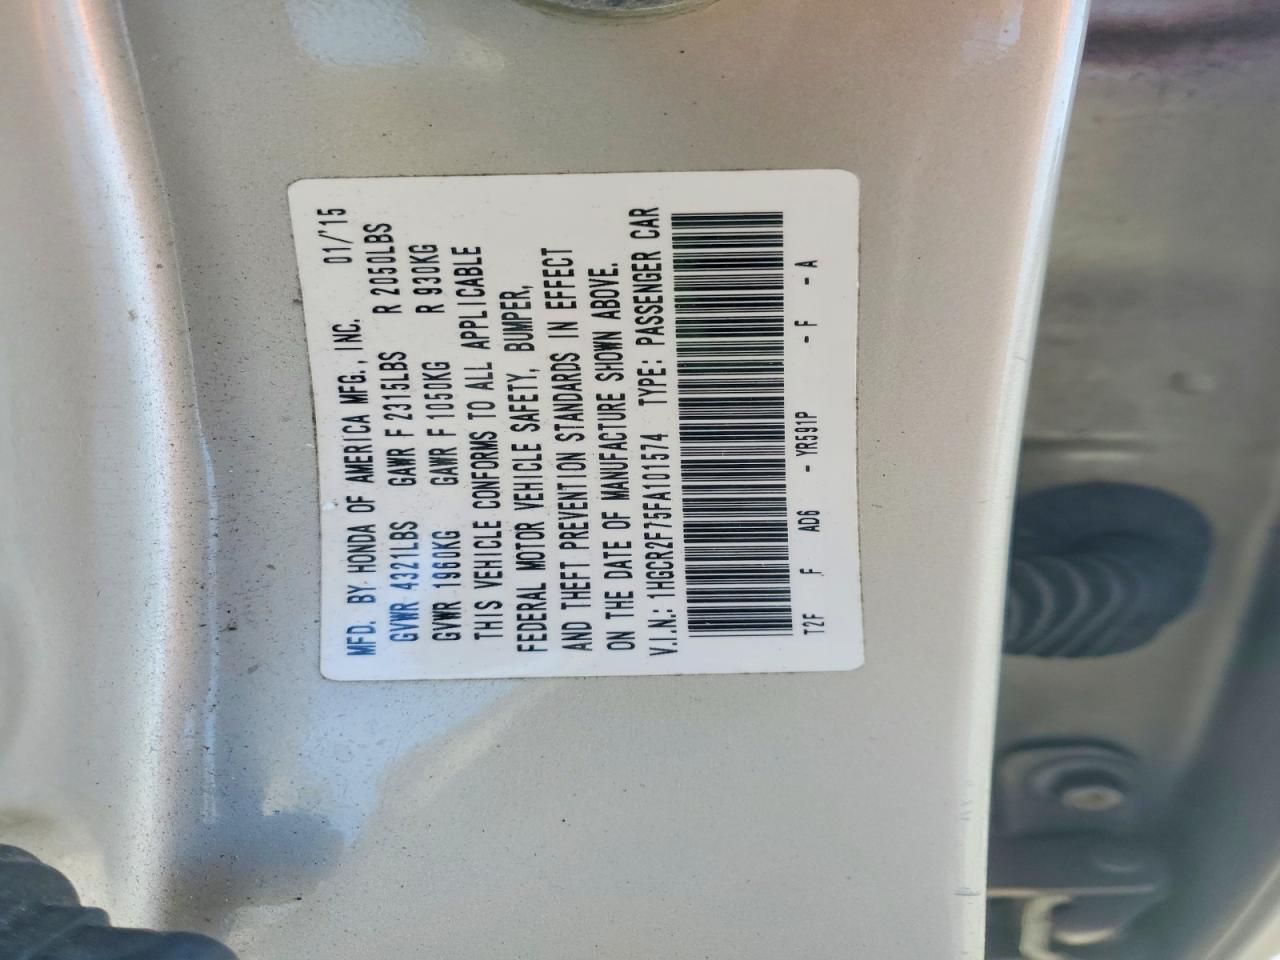 MFD. BY HONDA OF AMERICA MFG., INC. 01/'15
GVWR 4321LBS GAWR F 2315LBS R 2050LBS
GVWR 1960KG GAWR F 1050KG R 930KG
THIS VEHICLE CONFORMS TO ALL APPLICABLE
FEDERAL MOTOR VEHICLE SAFETY, BUMPER,
AND THEFT PREVENTION STANDARDS IN EFFECT
ON THE DATE OF MANUFACTURE SHOWN ABOVE.
V.I.N.: 1HGCR2F75FA101574 TYPE: PASSENGER CAR
T2F F AD6 - YR591P - F - A